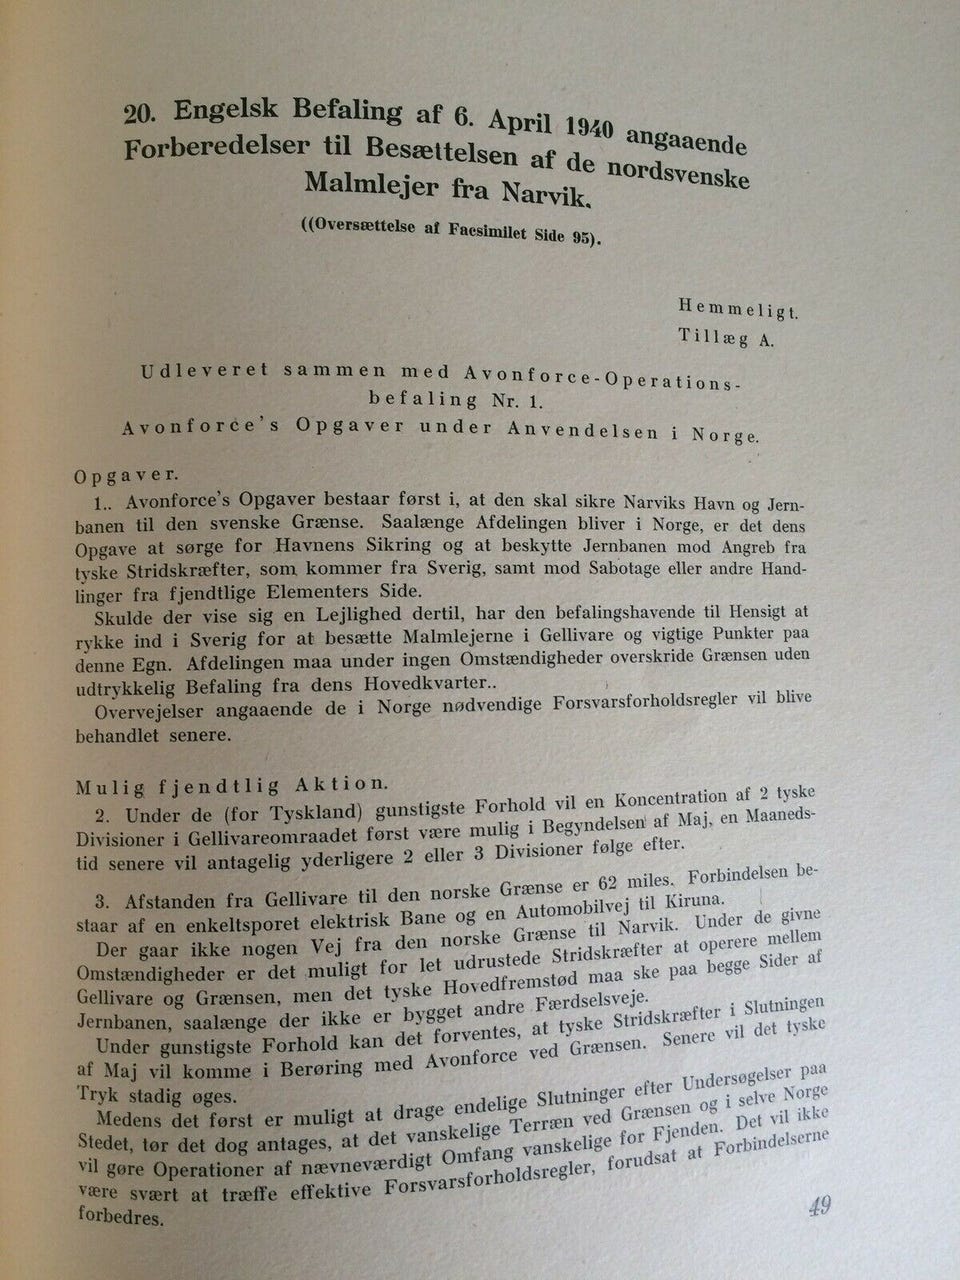 20. Engelsk Befaling af 6. April 1940 angaaende
Forberedelser til Besættelsen af de nordsvenske
Malmlejer fra Narvik.
((Oversættelse af Facsimilet Side 95).
Hemmeligt.
Tillæg A.
Udleveret sammen med Avonforce-Operations-
befaling Nr. 1.
Avonforce's Opgaver under Anvendelsen i Norge.
Opgaver.
1.. Avonforce's Opgaver bestaar først i, at den skal sikre Narviks Havn og Jern-
banen til den svenske Grænse. Saalænge Afdelingen bliver i Norge, er det dens
Opgave at sørge for Havnens Sikring og at beskytte Jernbanen mod Angreb fra
tyske Stridskræfter, som kommer fra Sverig, samt mod Sabotage eller andre Hand-
linger fra fjendtlige Elementers Side.
Skulde der vise sig en Lejlighed dertil, har den befalingshavende til Hensigt at
rykke ind i Sverig for at besætte Malmlejerne i Gellivare og vigtige Punkter paa
denne Egn. Afdelingen maa under ingen Omstændigheder overskride Grænsen uden
udtrykkelig Befaling fra dens Hovedkvarter..
Overvejelser angaaende de i Norge nødvendige Forsvarsforholdsregler vil blive
behandlet senere.
Mulig fjendtlig Aktion.
2. Under de (for Tyskland) gunstigste Forhold vil en Koncentration af 2 tyske
Divisioner i Gellivareomraadet først være mulig i Begyndelsen af Maj, en Maaneds-
tid senere vil antagelig yderligere 2 eller 3 Divisioner følge efter.
3. Afstanden fra Gellivare til den norske Grænse er 62 miles. Forbindelsen be-
staar af en enkeltsporet elektrisk Bane og en Automobilvej til Kiruna.
Der gaar ikke nogen Vej fra den norske Grænse til Narvik. Under de givne
Omstændigheder er det muligt for let udrustede Stridskræfter at operere mellem
Gellivare og Grænsen, men det tyske Hovedfremstød maa ske paa begge Sider af
Jernbanen, saalænge der ikke er bygget andre Færdselsveje.
Under gunstigste Forhold kan det forventes, at tyske Stridskræfter i Slutningen
af Maj vil komme i Berøring med Avonforce ved Grænsen. Senere vil det tyske
Tryk stadig øges.
Medens det først er muligt at drage endelige Slutninger efter Undersøgelser paa
Stedet, tør det dog antages, at det vanskelige Terræn ved Grænsen og i selve Norge
vil gøre Operationer af nævneværdigt Omfang vanskelige for Fjenden. Det vil ikke
være svært at træffe effektive Forsvarsforholdsregler, forudsat at Forbindelserne
forbedres.
49